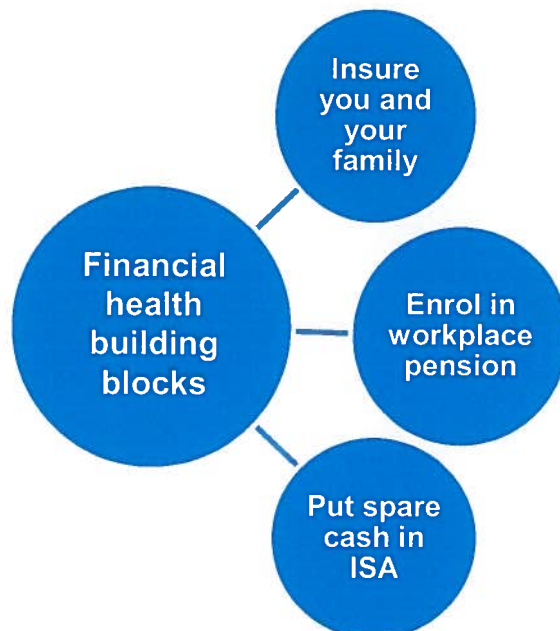 Insure
you and
your
family
Financial
health
building
blocks
Enrol in
workplace
pension
Put spare
cash in
ISA